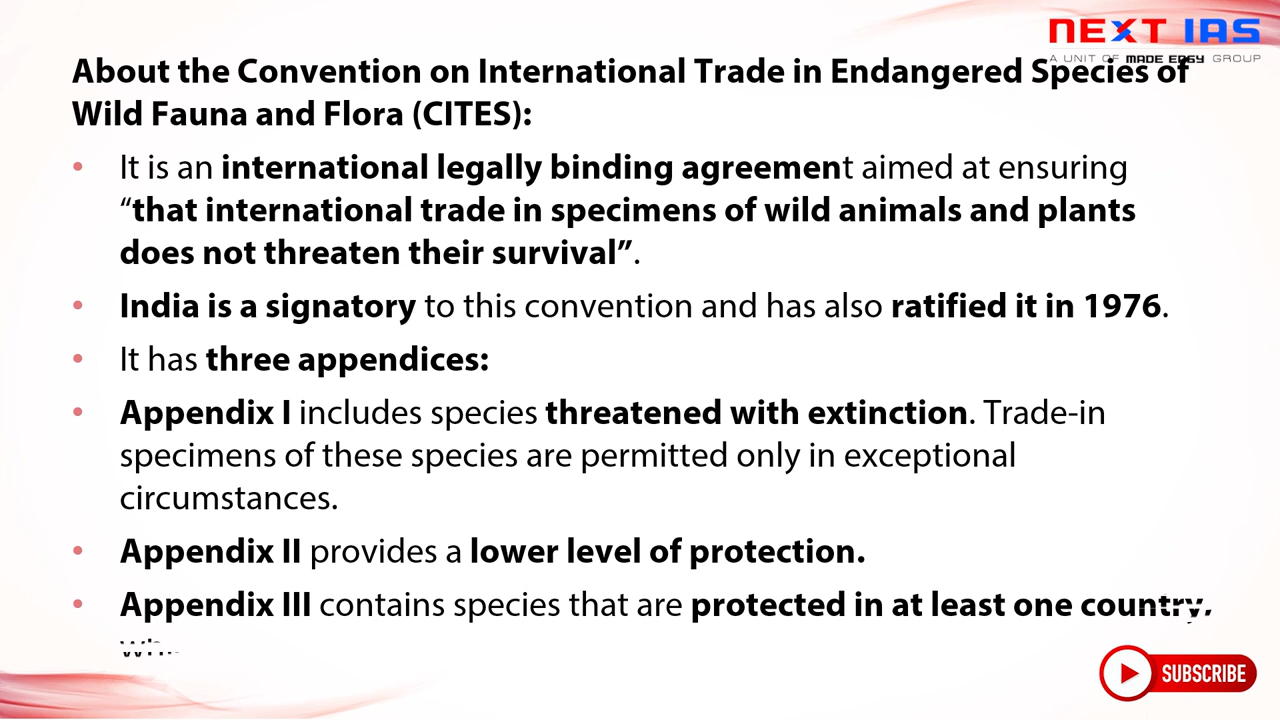 NEXT IAS
A UNIT OF MADE EASY GROUP
About the Convention on International Trade in Endangered Species of
Wild Fauna and Flora (CITES):
• It is an international legally binding agreement aimed at ensuring
“that international trade in specimens of wild animals and plants
does not threaten their survival”.
• India is a signatory to this convention and has also ratified it in 1976.
• It has three appendices:
• Appendix I includes species threatened with extinction. Trade-in
specimens of these species are permitted only in exceptional
circumstances.
• Appendix II provides a lower level of protection.
• Appendix III contains species that are protected in at least one country,
SUBSCRIBE